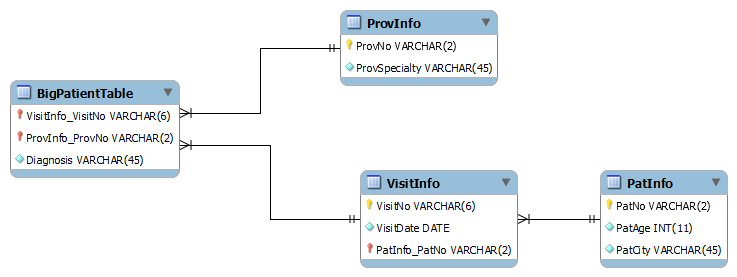 ProvInfo
ProvNo VARCHAR(2)
ProvSpecialty VARCHAR(45)
BigPatientTable
VisitInfo_VisitNo VARCHAR(6)
ProvInfo_ProvNo VARCHAR(2)
Diagnosis VARCHAR(45)
VisitInfo
VisitNo VARCHAR(6)
VisitDate DATE
PatInfo_PatNo VARCHAR(2)
PatInfo
PatNo VARCHAR(2)
PatAge INT(11)
PatCity VARCHAR(45)